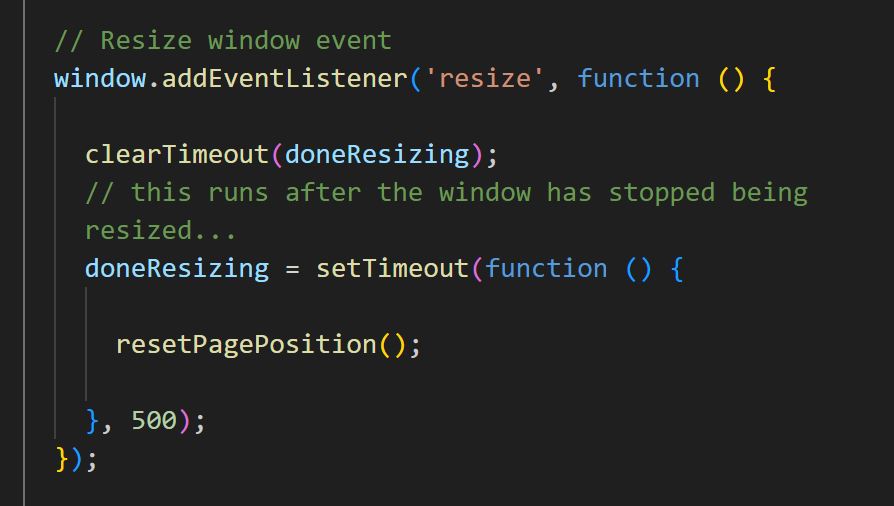 // Resize window event
window.addEventListener('resize', function () {
clearTimeout(doneResizing);
// this runs after the window has stopped being
resized...
doneResizing = setTimeout(function () {
resetPagePosition();
}, 500);
});